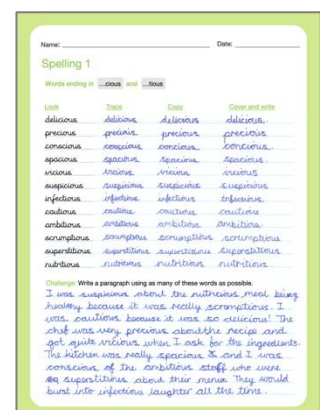 Name: Date:
Spelling 1
Words ending in ...cious and ...tious
Look Trace Copy Cover and write
delicious delicious delicious delicious
precious precious precious precious
conscious conscious concious concious
spacious spacious spacious spacious
vicious vicious vicious vicious
suspicious suspicious suspicious suspicious
infectious infectious infectious infectious
cautious cautious cautious cautious
ambitious ambitious ambitious ambitious
scrumptious scrumptious scrumptious scrumptious
superstitious superstitious superstitious superstitious
nutritious nutritious nutritious nutritious
Challenge: Write a paragraph using as many of these words as possible.
I was suspicious about the nutricious meal being
healthy because it was really scrumptious. I
was cautious because it was so delicious! The
chef was very precious about the recipe and
got quite vicious when I ask for the ingredients.
The kitchen was really spacious & and I was
conscious of the ambitious staff who were
superstitious about their menu. They would
bust into infectious laughter all the time.